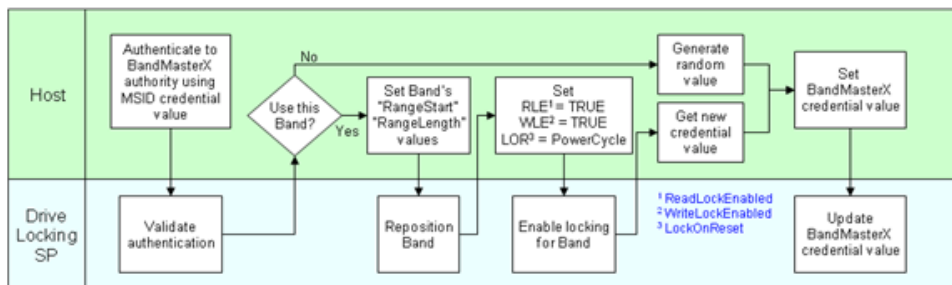 Host
Authenticate to
BandMasterX
authority using
MSID credential
value
Use this
Band?
No
Yes
Set Band's
"RangeStart"
"RangeLength"
values
Set
RLE¹ = TRUE
WLE² = TRUE
LOR³ = PowerCycle
Generate
random
value
Get new
credential
value
Set
BandMasterX
credential value
Drive
Locking
SP
Validate
authentication
Reposition
Band
Enable locking
for Band
¹ ReadLockEnabled
² WriteLockEnabled
³ LockOnReset
Update
BandMasterX
credential value